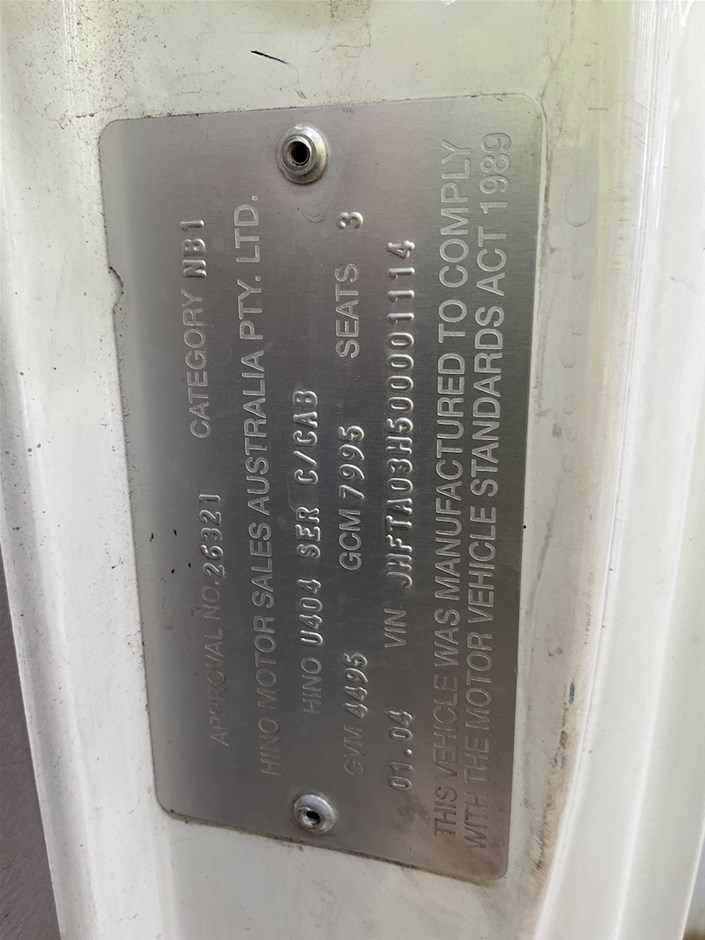 APPROVAL NO. 26321 CATEGORY NB1
HINO MOTOR SALES AUSTRALIA PTY. LTD.
HINO U404 SER C/CAB
GVM 4495 GCM 7995 SEATS 3
01.04 VIN. JHFTA03H500001114
THIS VEHICLE WAS MANUFACTURED TO COMPLY
WITH THE MOTOR VEHICLE STANDARDS ACT 1989